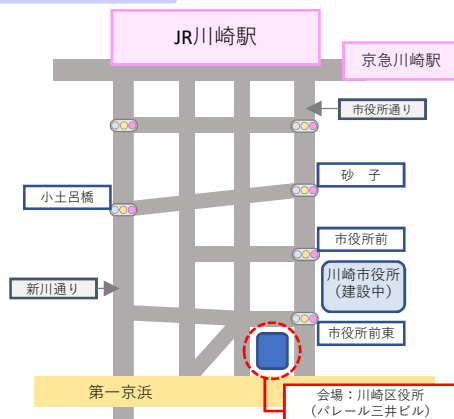 JR川崎駅
京急川崎駅
市役所通り
砂 子
小土呂橋
市役所前
川崎市役所
(建設中)
新川通り
市役所前東
第一京浜
会場:川崎区役所
(パレール三井ビル)